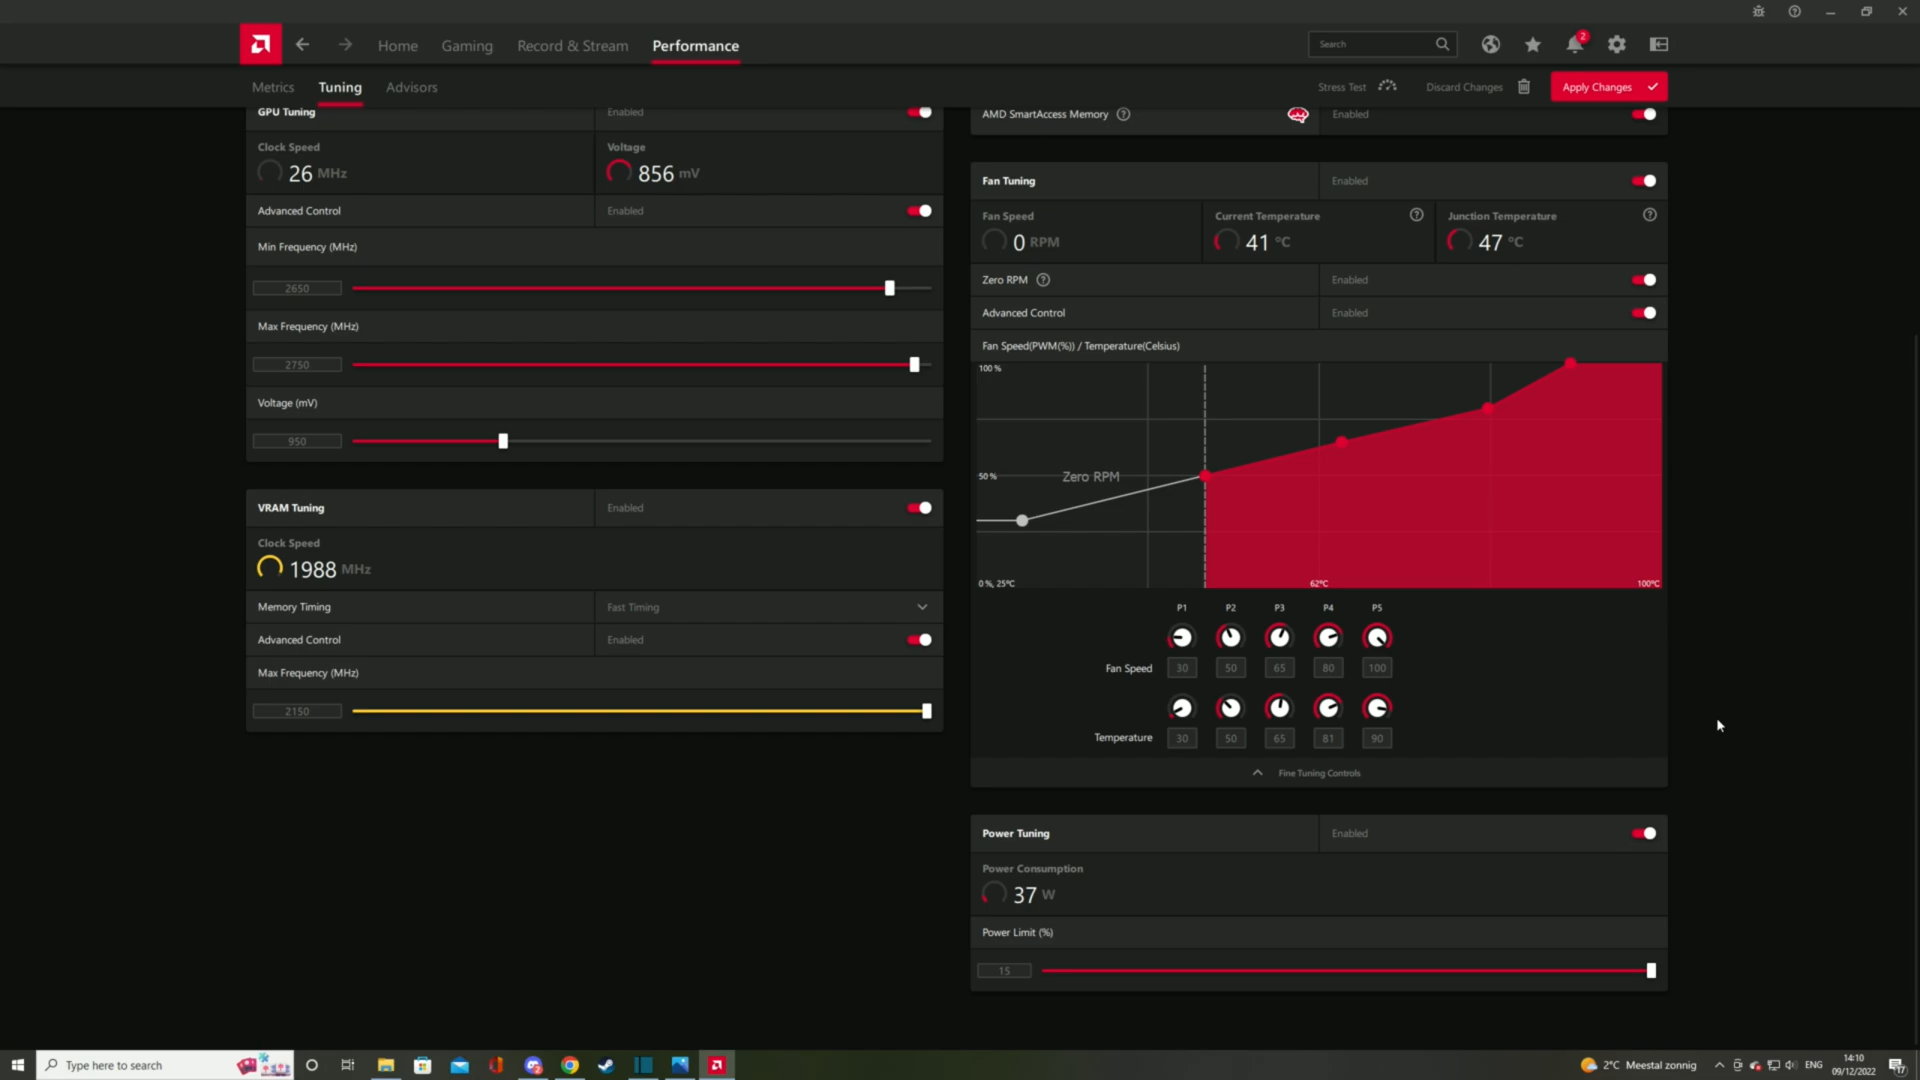 Home
Gaming
Record & Stream
Performance
Search
2
Metrics
Tuning
Advisors
Stress Test
Discard Changes
Apply Changes
GPU Tuning
Enabled
Clock Speed
26 MHz
Voltage
856 mV
Advanced Control
Enabled
Min Frequency (MHz)
2650
Max Frequency (MHz)
2750
Voltage (mV)
950
VRAM Tuning
Enabled
Clock Speed
1988 MHz
Memory Timing
Fast Timing
Advanced Control
Enabled
Max Frequency (MHz)
2150
AMD SmartAccess Memory
Enabled
Fan Tuning
Enabled
Fan Speed
0 RPM
Current Temperature
41 °C
Junction Temperature
47 °C
Zero RPM
Enabled
Advanced Control
Enabled
Fan Speed(PWM(%)) / Temperature(Celsius)
100 %
50 %
Zero RPM
0 %, 25°C
62°C
100°C
P1 P2 P3 P4 P5
Fan Speed 30 50 65 80 100
Temperature 30 50 65 81 90
Fine Tuning Controls
Power Tuning
Enabled
Power Consumption
37 W
Power Limit (%)
15
Type here to search
2°C Meestal zonnig
ENG
14:10
09/12/2022